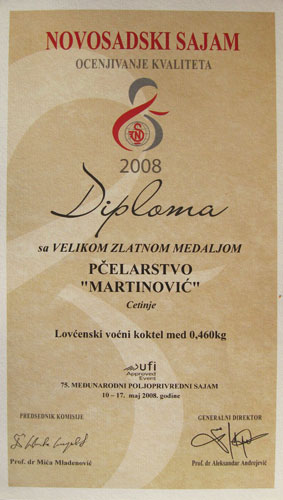 NOVOSADSKI SAJAM
OCENJIVANJE KVALITETA
2008
Diploma
sa VELIKOM ZLATNOM MEDALJOM
PČELARSTVO
"MARTINOVIĆ"
Cetinje
Lovćenski voćni koktel med 0,460kg
ufi
Approved
Event
75. MEĐUNARODNI POLJOPRIVREDNI SAJAM
10 – 17. maj 2008. godine
PREDSEDNIK KOMISIJE
GENERALNI DIREKTOR
Prof. dr Mića Mladenović
Prof. dr Aleksandar Andrejević